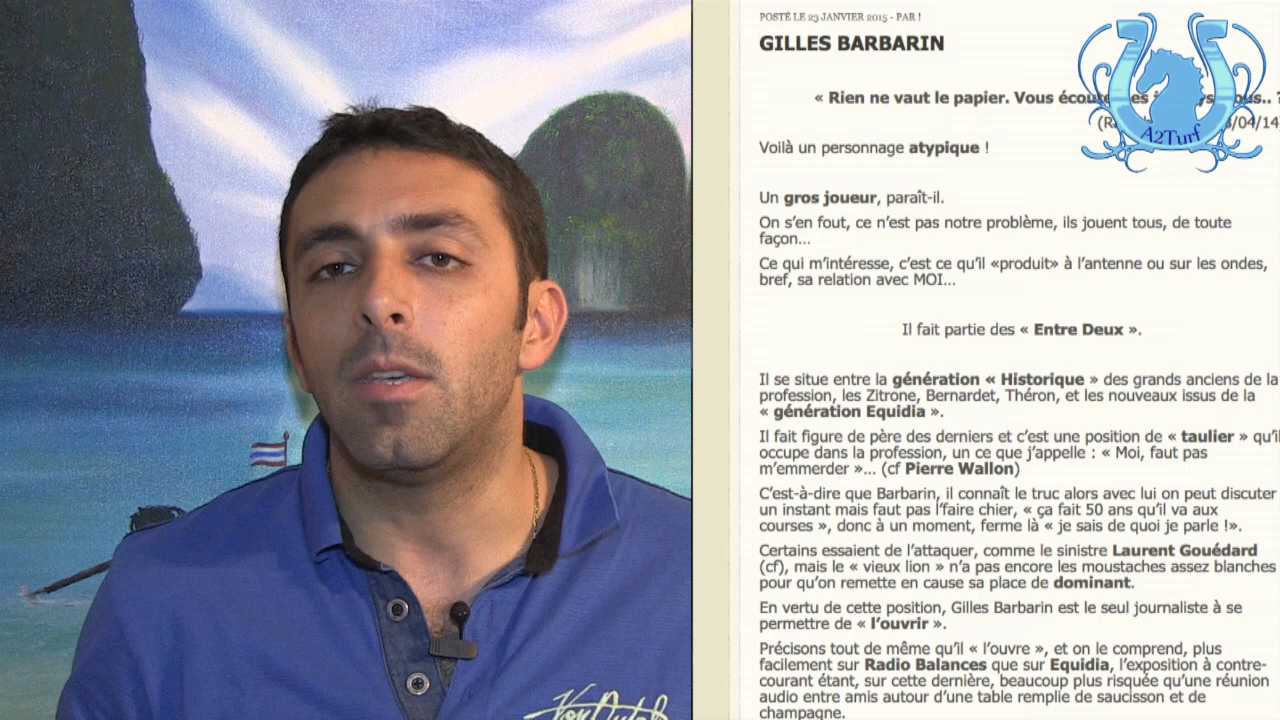 POSTÉ LE 23 JANVIER 2015 - PAR !
GILLES BARBARIN
« Rien ne vaut le papier. Vous
A2Turf
Voilà un personnage atypique !
Un gros joueur, paraît-il.
On s’en fout, ce n’est pas notre problème, ils jouent tous, de toute
façon...
Ce qui m’intéresse, c’est ce qu’il «produit» à l’antenne ou sur les ondes,
bref, sa relation avec MOI...
Il fait partie des « Entre Deux ».
Il se situe entre la génération « Historique » des grands anciens de la
profession, les Zitrone, Bernardet, Théron, et les nouveaux issus de la
« génération Equidia ».
Il fait figure de père des derniers et c’est une position de « taulier » qu’il
occupe dans la profession, un ce que j’appelle : « Moi, faut pas
m’emmerder »... (cf Pierre Wallon)
C’est-à-dire que Barbarin, il connaît le truc alors avec lui on peut discuter
un instant mais faut pas l’faire chier, « ça fait 50 ans qu’il va aux
courses », donc à un moment, ferme là « je sais de quoi je parle !».
Certains essaient de l’attaquer, comme le sinistre Laurent Gouédard
(cf), mais le « vieux lion » n’a pas encore les moustaches assez blanches
pour qu’on remette en cause sa place de dominant.
En vertu de cette position, Gilles Barbarin est le seul journaliste à se
permettre de « l’ouvrir ».
Précisons tout de même qu’il « l’ouvre », et on le comprend, plus
facilement sur Radio Balances que sur Equidia, l’exposition à contre-
courant étant, sur cette dernière, beaucoup plus risquée qu’une réunion
audio entre amis autour d’une table remplie de saucisson et de
champagne.